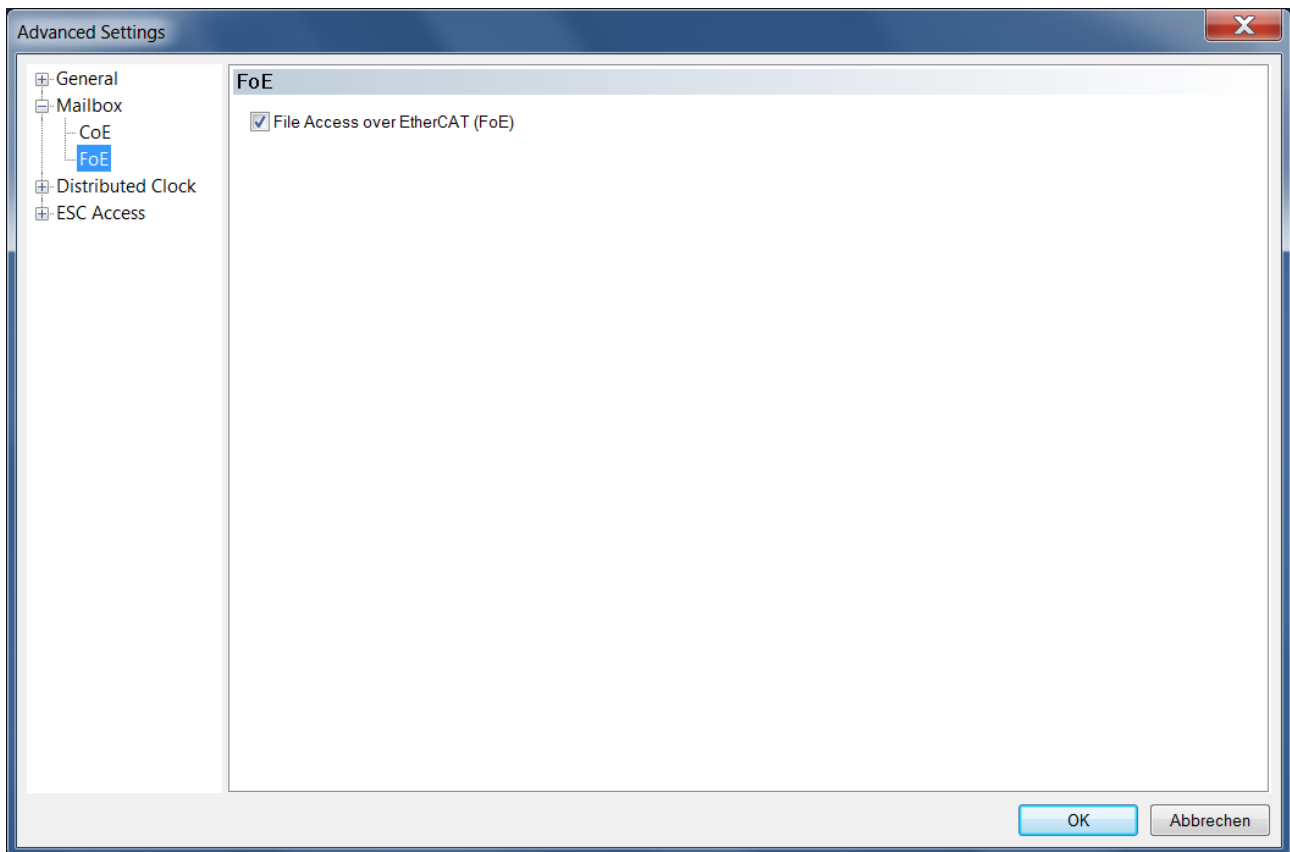 Advanced Settings
General
Mailbox
CoE
FoE
Distributed Clock
ESC Access
FoE
File Access over EtherCAT (FoE)
OK
Abbrechen